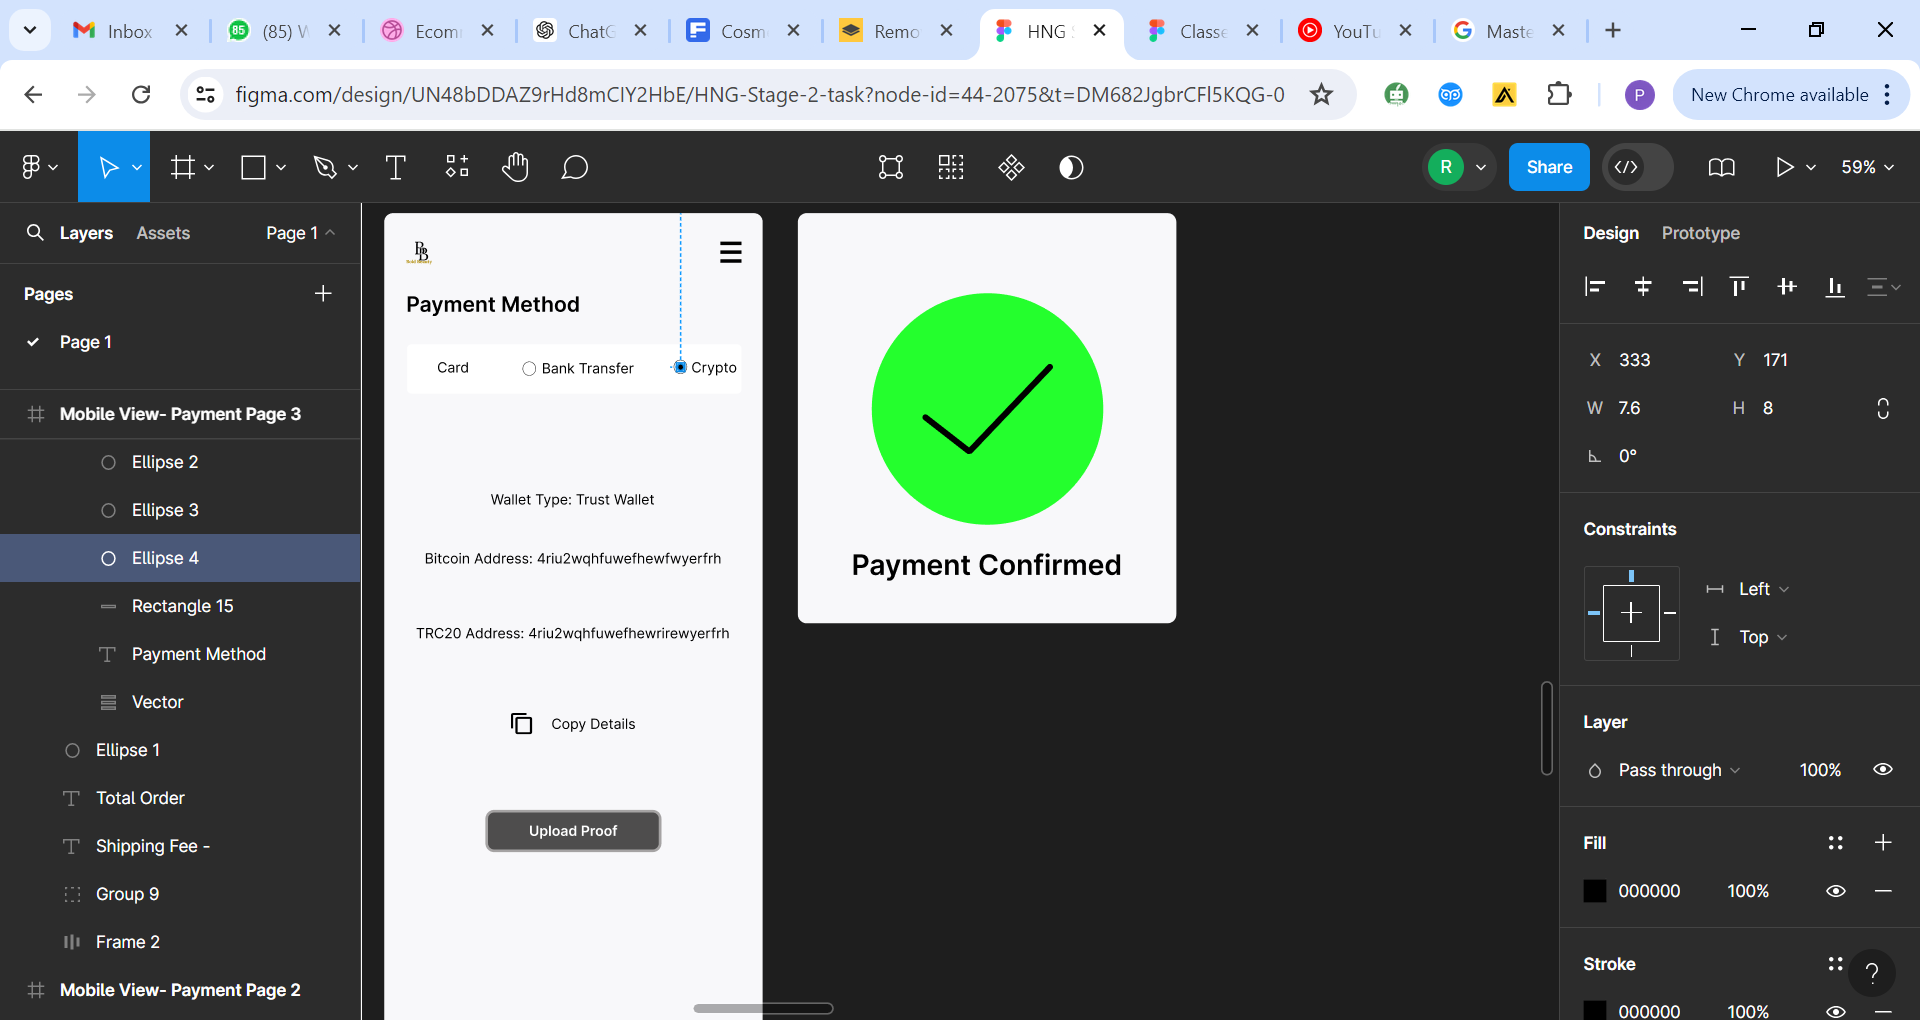 Inbox
(85) W
Ecom
ChatG
Cosm
Remo
HNG S
Classe
YouTu
Maste
figma.com/design/UN48bDDAZ9rHd8mCIY2HbE/HNG-Stage-2-task?node-id=44-2075&t=DM682JgbrCFl5KQG-0
P
New Chrome available
R
Share
59%
Layers
Assets
Page 1
Pages
Page 1
Mobile View- Payment Page 3
Ellipse 2
Ellipse 3
Ellipse 4
Rectangle 15
Payment Method
Vector
Ellipse 1
Total Order
Shipping Fee -
Group 9
Frame 2
Mobile View- Payment Page 2
Payment Method
Card
Bank Transfer
Crypto
Wallet Type: Trust Wallet
Bitcoin Address: 4riu2wqhfuwefhewfwyerfrh
TRC20 Address: 4riu2wqhfuwefhewrirewyerfrh
Copy Details
Upload Proof
Payment Confirmed
Design
Prototype
X 333
Y 171
W 7.6
H 8
0°
Constraints
Left
Top
Layer
Pass through
100%
Fill
000000
100%
Stroke
000000
100%
?